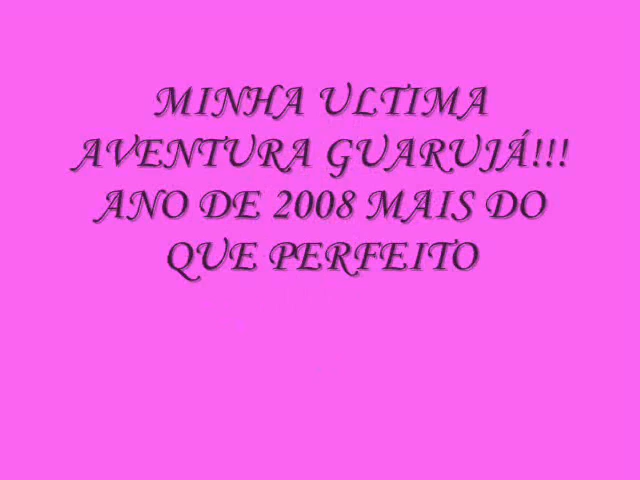 MINHA ULTIMA
AVENTURA GUARUJÁ!!!
ANO DE 2008 MAIS DO
QUE PERFEITO